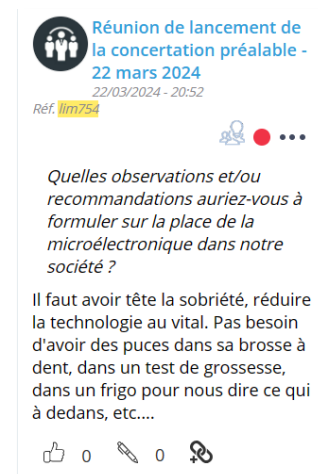 Réunion de lancement de
la concertation préalable -
22 mars 2024
22/03/2024 - 20:52
Réf. lim754
Quelles observations et/ou
recommandations auriez-vous à
formuler sur la place de la
microélectronique dans notre
société ?
Il faut avoir tête la sobriété, réduire
la technologie au vital. Pas besoin
d'avoir des puces dans sa brosse à
dent, dans un test de grossesse,
dans un frigo pour nous dire ce qui
à dedans, etc....
0 0